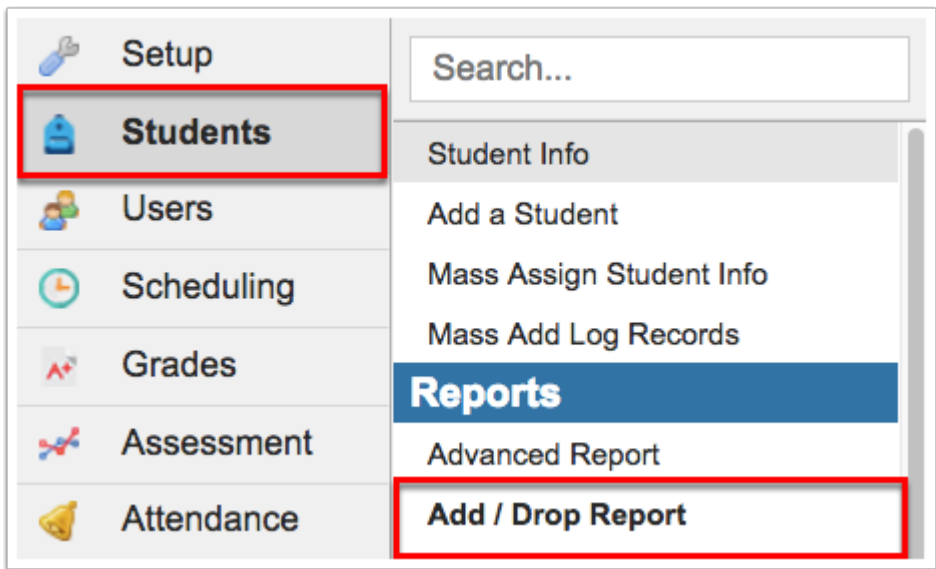 Setup
Students
Users
Scheduling
A+
Grades
Assessment
Attendance
Search...
Student Info
Add a Student
Mass Assign Student Info
Mass Add Log Records
Reports
Advanced Report
Add / Drop Report